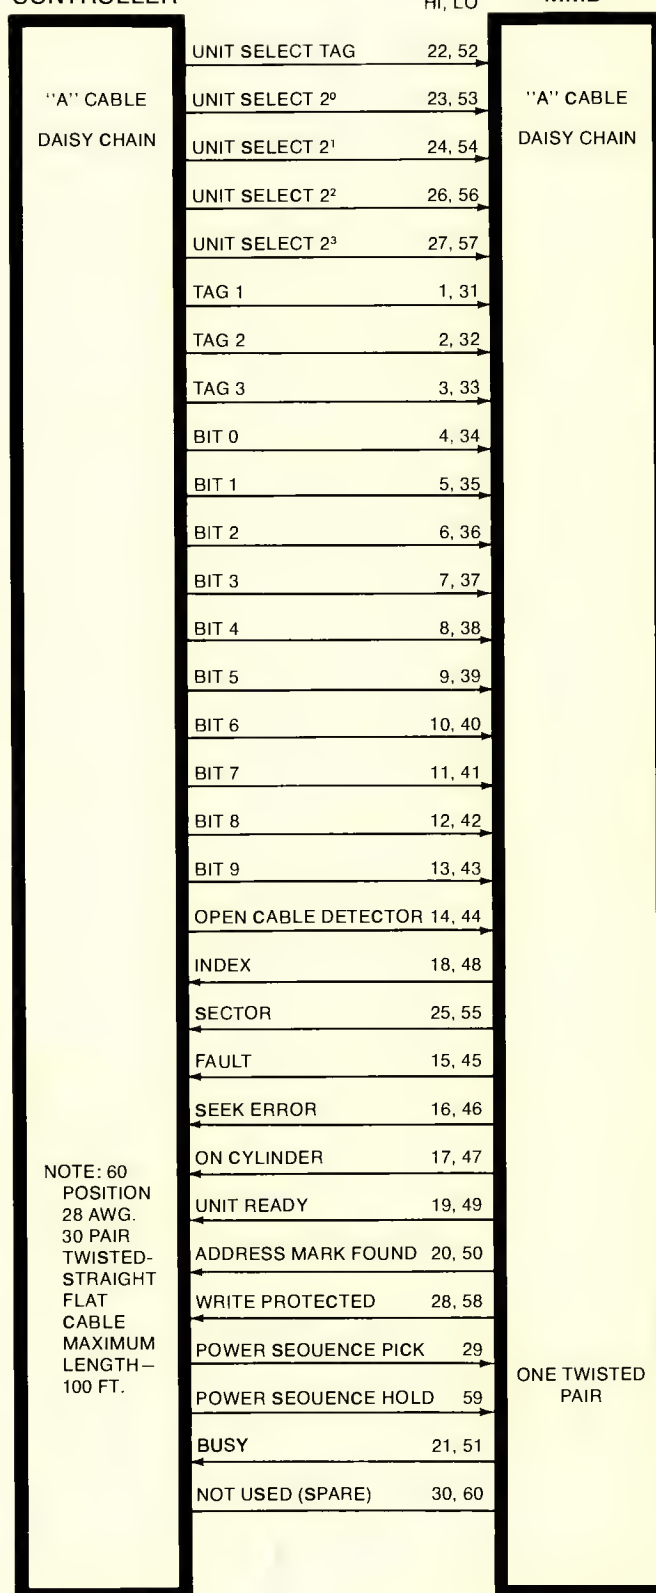 CONTROLLER
HI, LO
MMD
"A" CABLE
DAISY CHAIN
UNIT SELECT TAG 22, 52
UNIT SELECT 2⁰ 23, 53
UNIT SELECT 2¹ 24, 54
UNIT SELECT 2² 26, 56
UNIT SELECT 2³ 27, 57
TAG 1 1, 31
TAG 2 2, 32
TAG 3 3, 33
BIT 0 4, 34
BIT 1 5, 35
BIT 2 6, 36
BIT 3 7, 37
BIT 4 8, 38
BIT 5 9, 39
BIT 6 10, 40
BIT 7 11, 41
BIT 8 12, 42
BIT 9 13, 43
OPEN CABLE DETECTOR 14, 44
INDEX 18, 48
SECTOR 25, 55
FAULT 15, 45
SEEK ERROR 16, 46
ON CYLINDER 17, 47
UNIT READY 19, 49
ADDRESS MARK FOUND 20, 50
WRITE PROTECTED 28, 58
POWER SEOUENCE PICK 29
POWER SEOUENCE HOLD 59
BUSY 21, 51
NOT USED (SPARE) 30, 60
NOTE: 60
POSITION
28 AWG.
30 PAIR
TWISTED-
STRAIGHT
FLAT
CABLE
MAXIMUM
LENGTH—
100 FT.
"A" CABLE
DAISY CHAIN
ONE TWISTED
PAIR